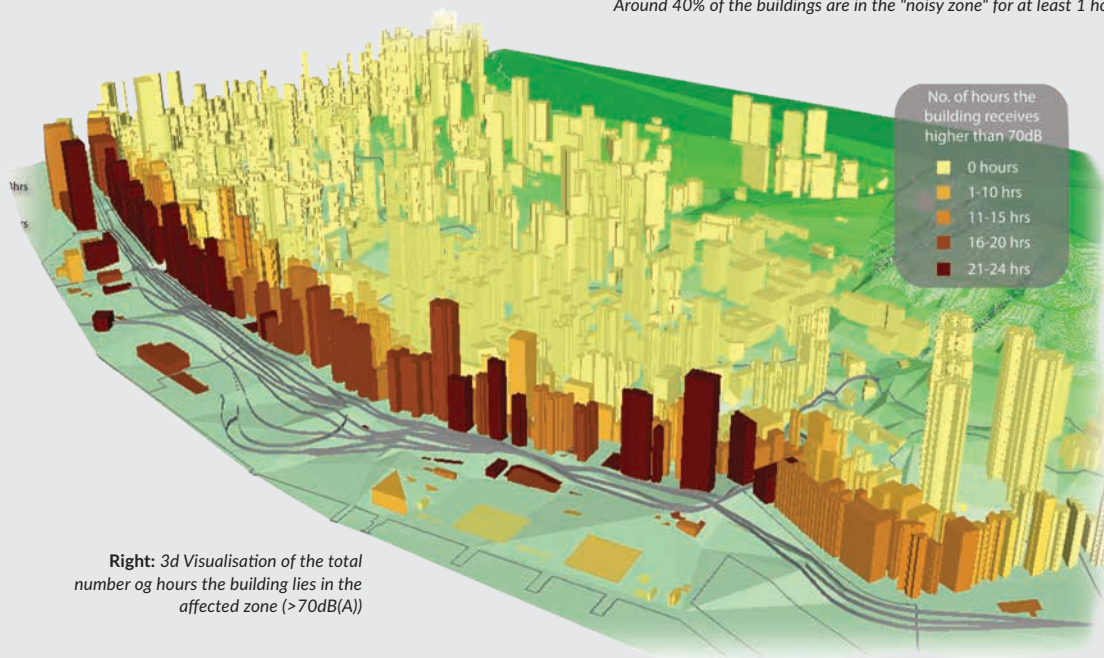 Around 40% of the buildings are in the "noisy zone" for at least 1 ho
No. of hours the
building receives
higher than 70dB
0 hours
1-10 hrs
11-15 hrs
16-20 hrs
21-24 hrs
Right: 3d Visualisation of the total
number og hours the building lies in the
affected zone (>70dB(A))